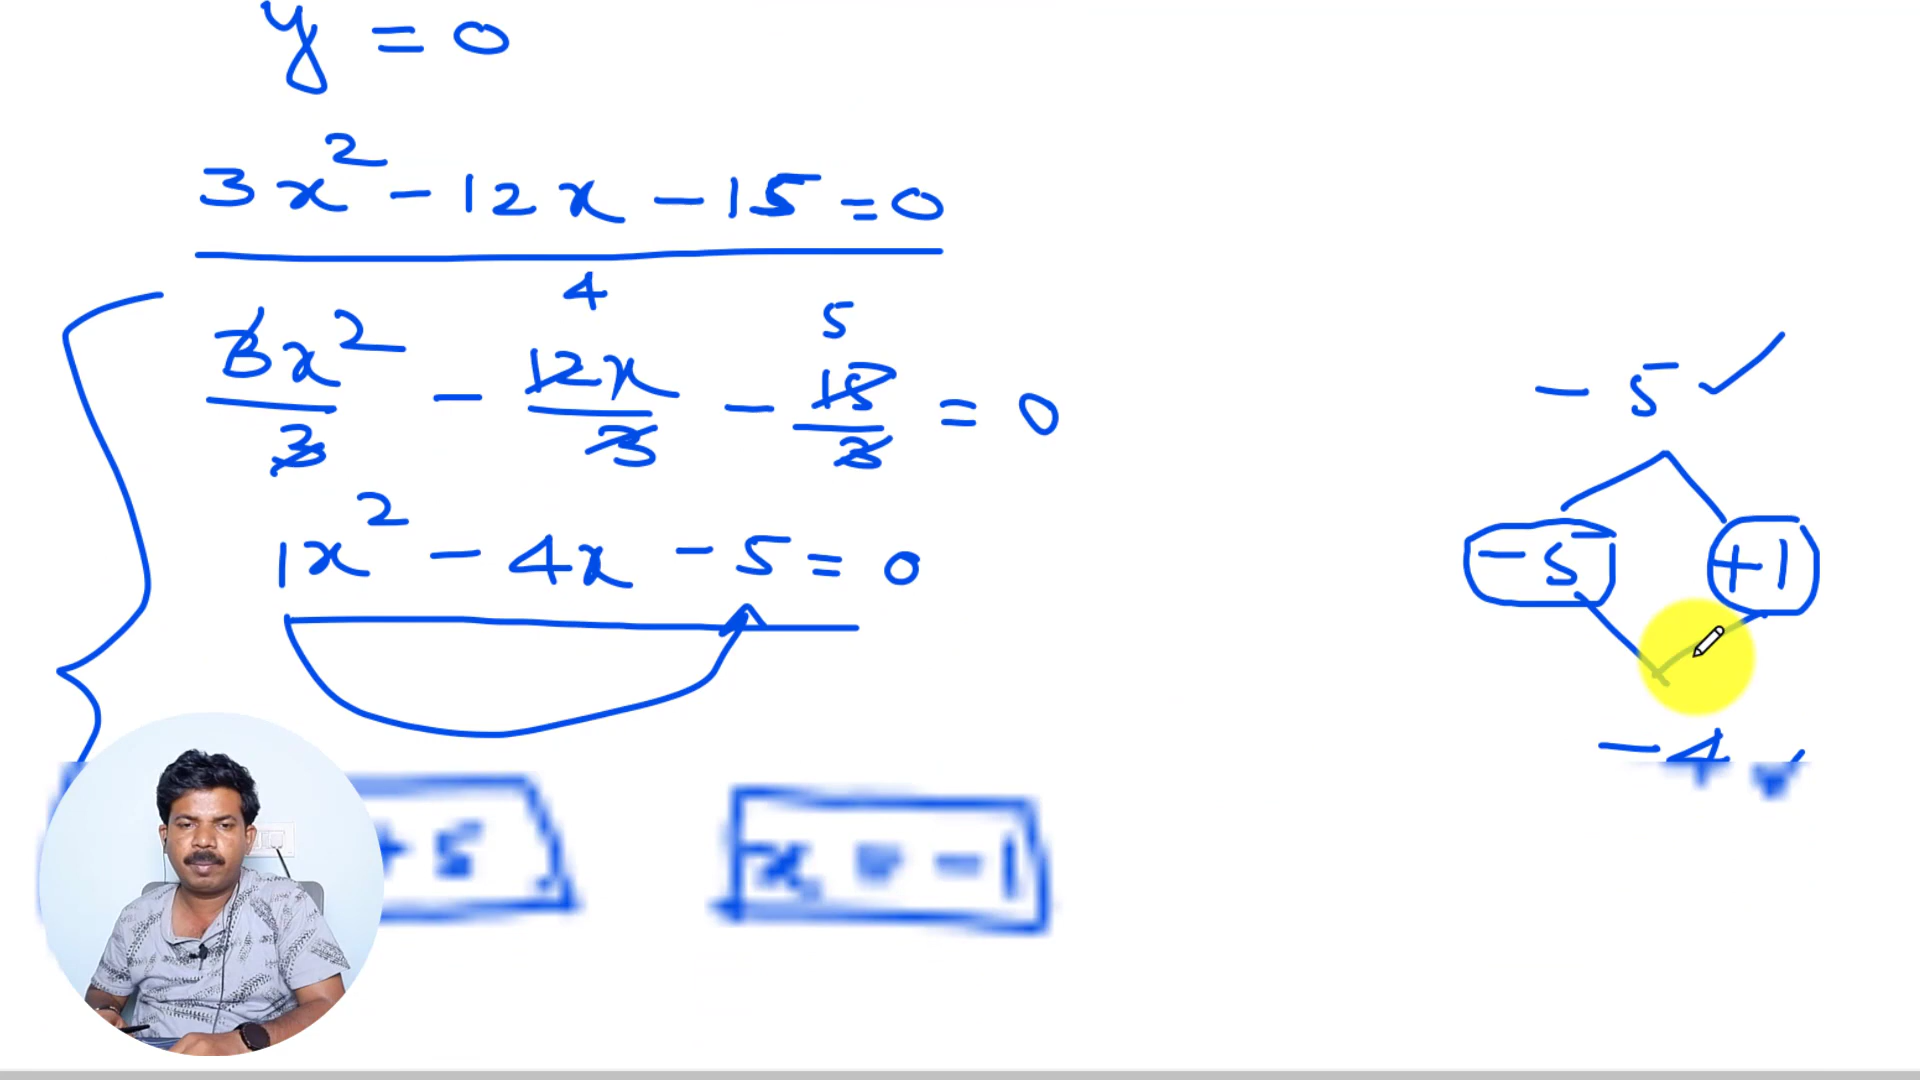 y = 0
3x² - 12x - 15 = 0
4 5
3x²/3 - 12x/3 - 15/3 = 0
1x² - 4x - 5 = 0
- 5 ✓
-5 +1
-4 ✓
+ 5
x = -1